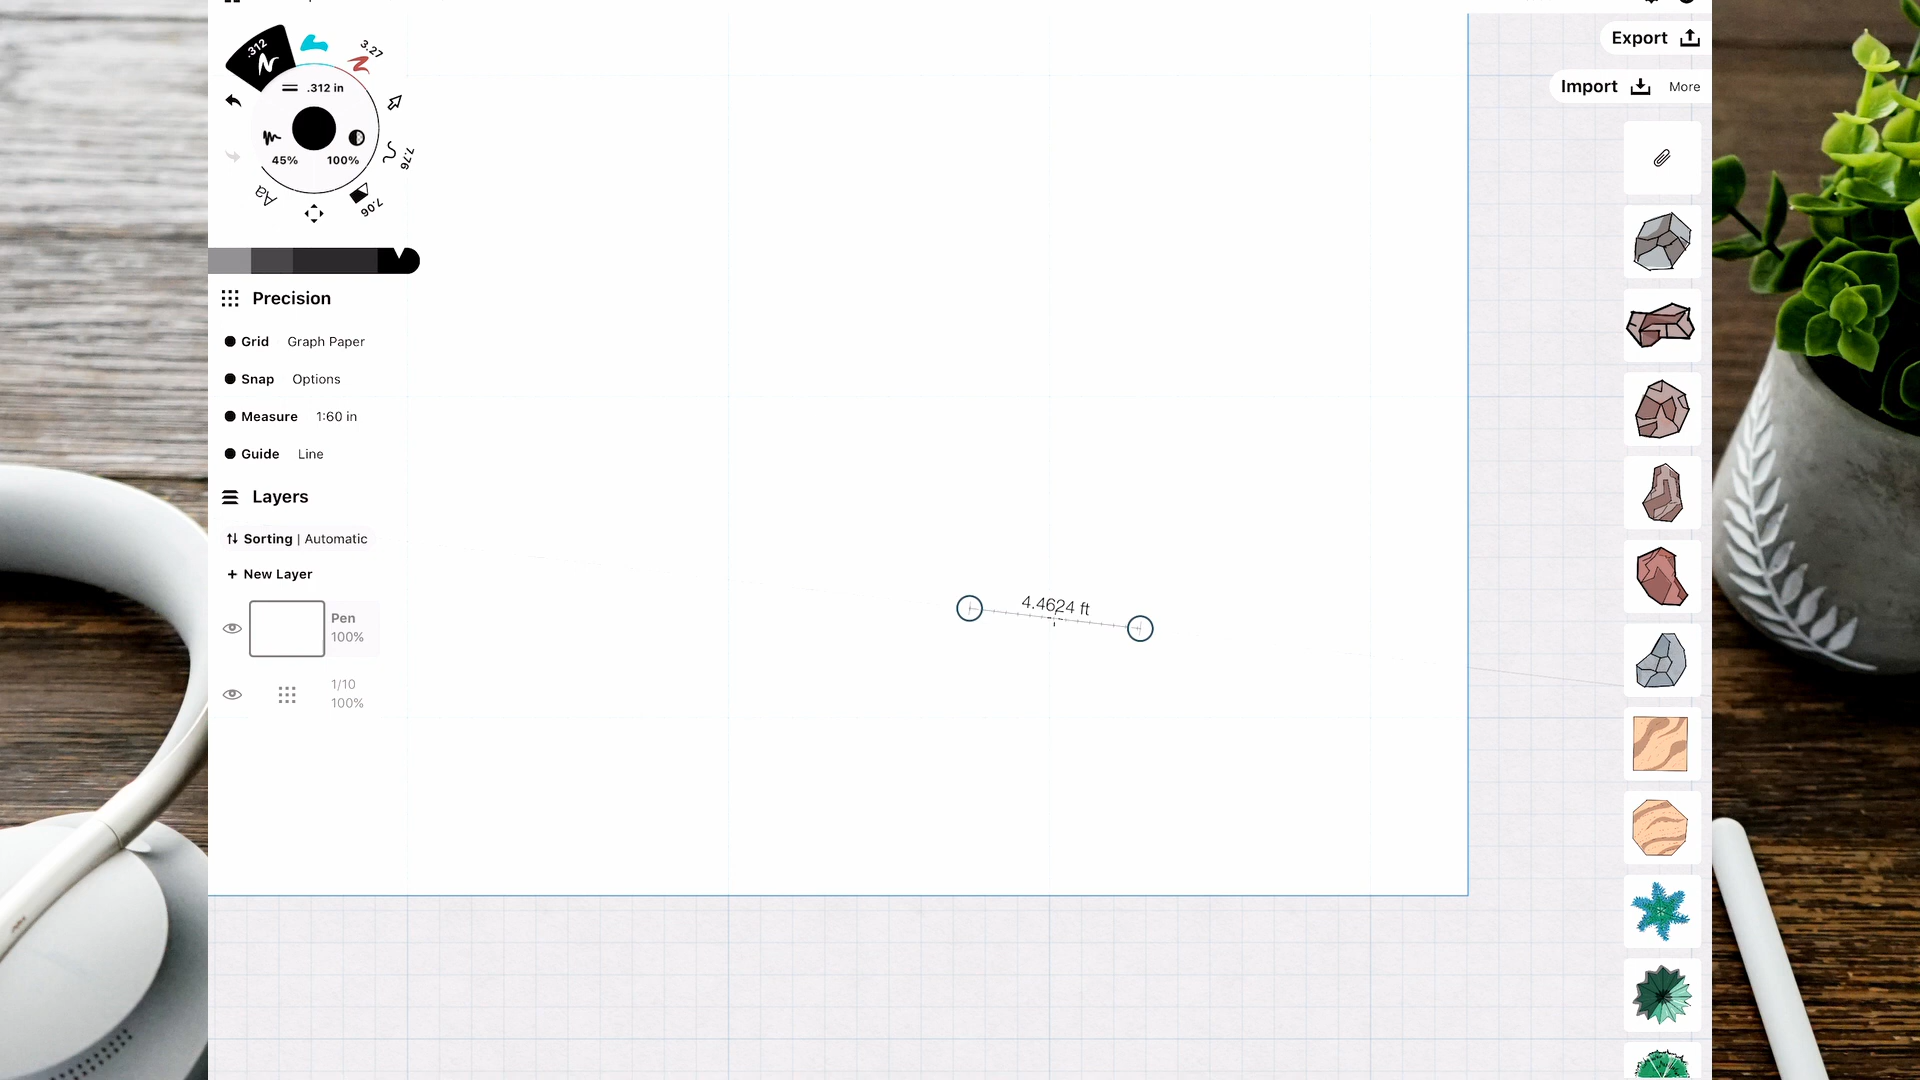 .312
3.27
.312 in
45% 100%
7.76
7.06
Aa
Precision
Grid Graph Paper
Snap Options
Measure 1:60 in
Guide Line
Layers
Sorting | Automatic
+ New Layer
Pen
100%
1/10
100%
4.4624 ft
Export
Import More